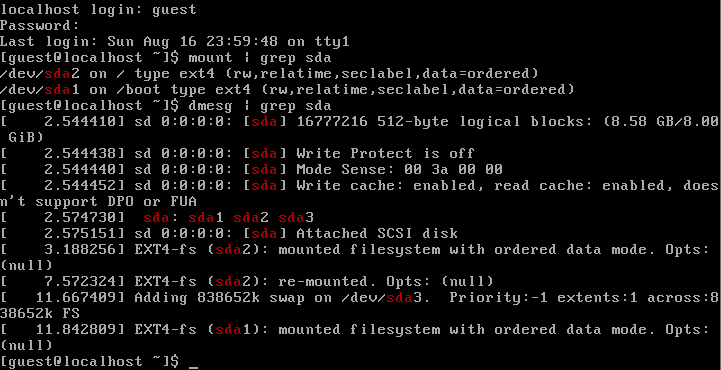 localhost login: guest
Password:
Last login: Sun Aug 16 23:59:48 on tty1
[guest@localhost ~]$ mount | grep sda
/dev/sda2 on / type ext4 (rw,relatime,seclabel,data=ordered)
/dev/sda1 on /boot type ext4 (rw,relatime,seclabel,data=ordered)
[guest@localhost ~]$ dmesg | grep sda
[    2.544410] sd 0:0:0:0: [sda] 16777216 512-byte logical blocks: (8.58 GB/8.00
 GiB)
[    2.544438] sd 0:0:0:0: [sda] Write Protect is off
[    2.544440] sd 0:0:0:0: [sda] Mode Sense: 00 3a 00 00
[    2.544452] sd 0:0:0:0: [sda] Write cache: enabled, read cache: enabled, does
n't support DPO or FUA
[    2.574730]  sda: sda1 sda2 sda3
[    2.575151] sd 0:0:0:0: [sda] Attached SCSI disk
[    3.188256] EXT4-fs (sda2): mounted filesystem with ordered data mode. Opts:
(null)
[    7.572324] EXT4-fs (sda2): re-mounted. Opts: (null)
[   11.667409] Adding 838652k swap on /dev/sda3.  Priority:-1 extents:1 across:8
38652k FS
[   11.842809] EXT4-fs (sda1): mounted filesystem with ordered data mode. Opts:
(null)
[guest@localhost ~]$ _